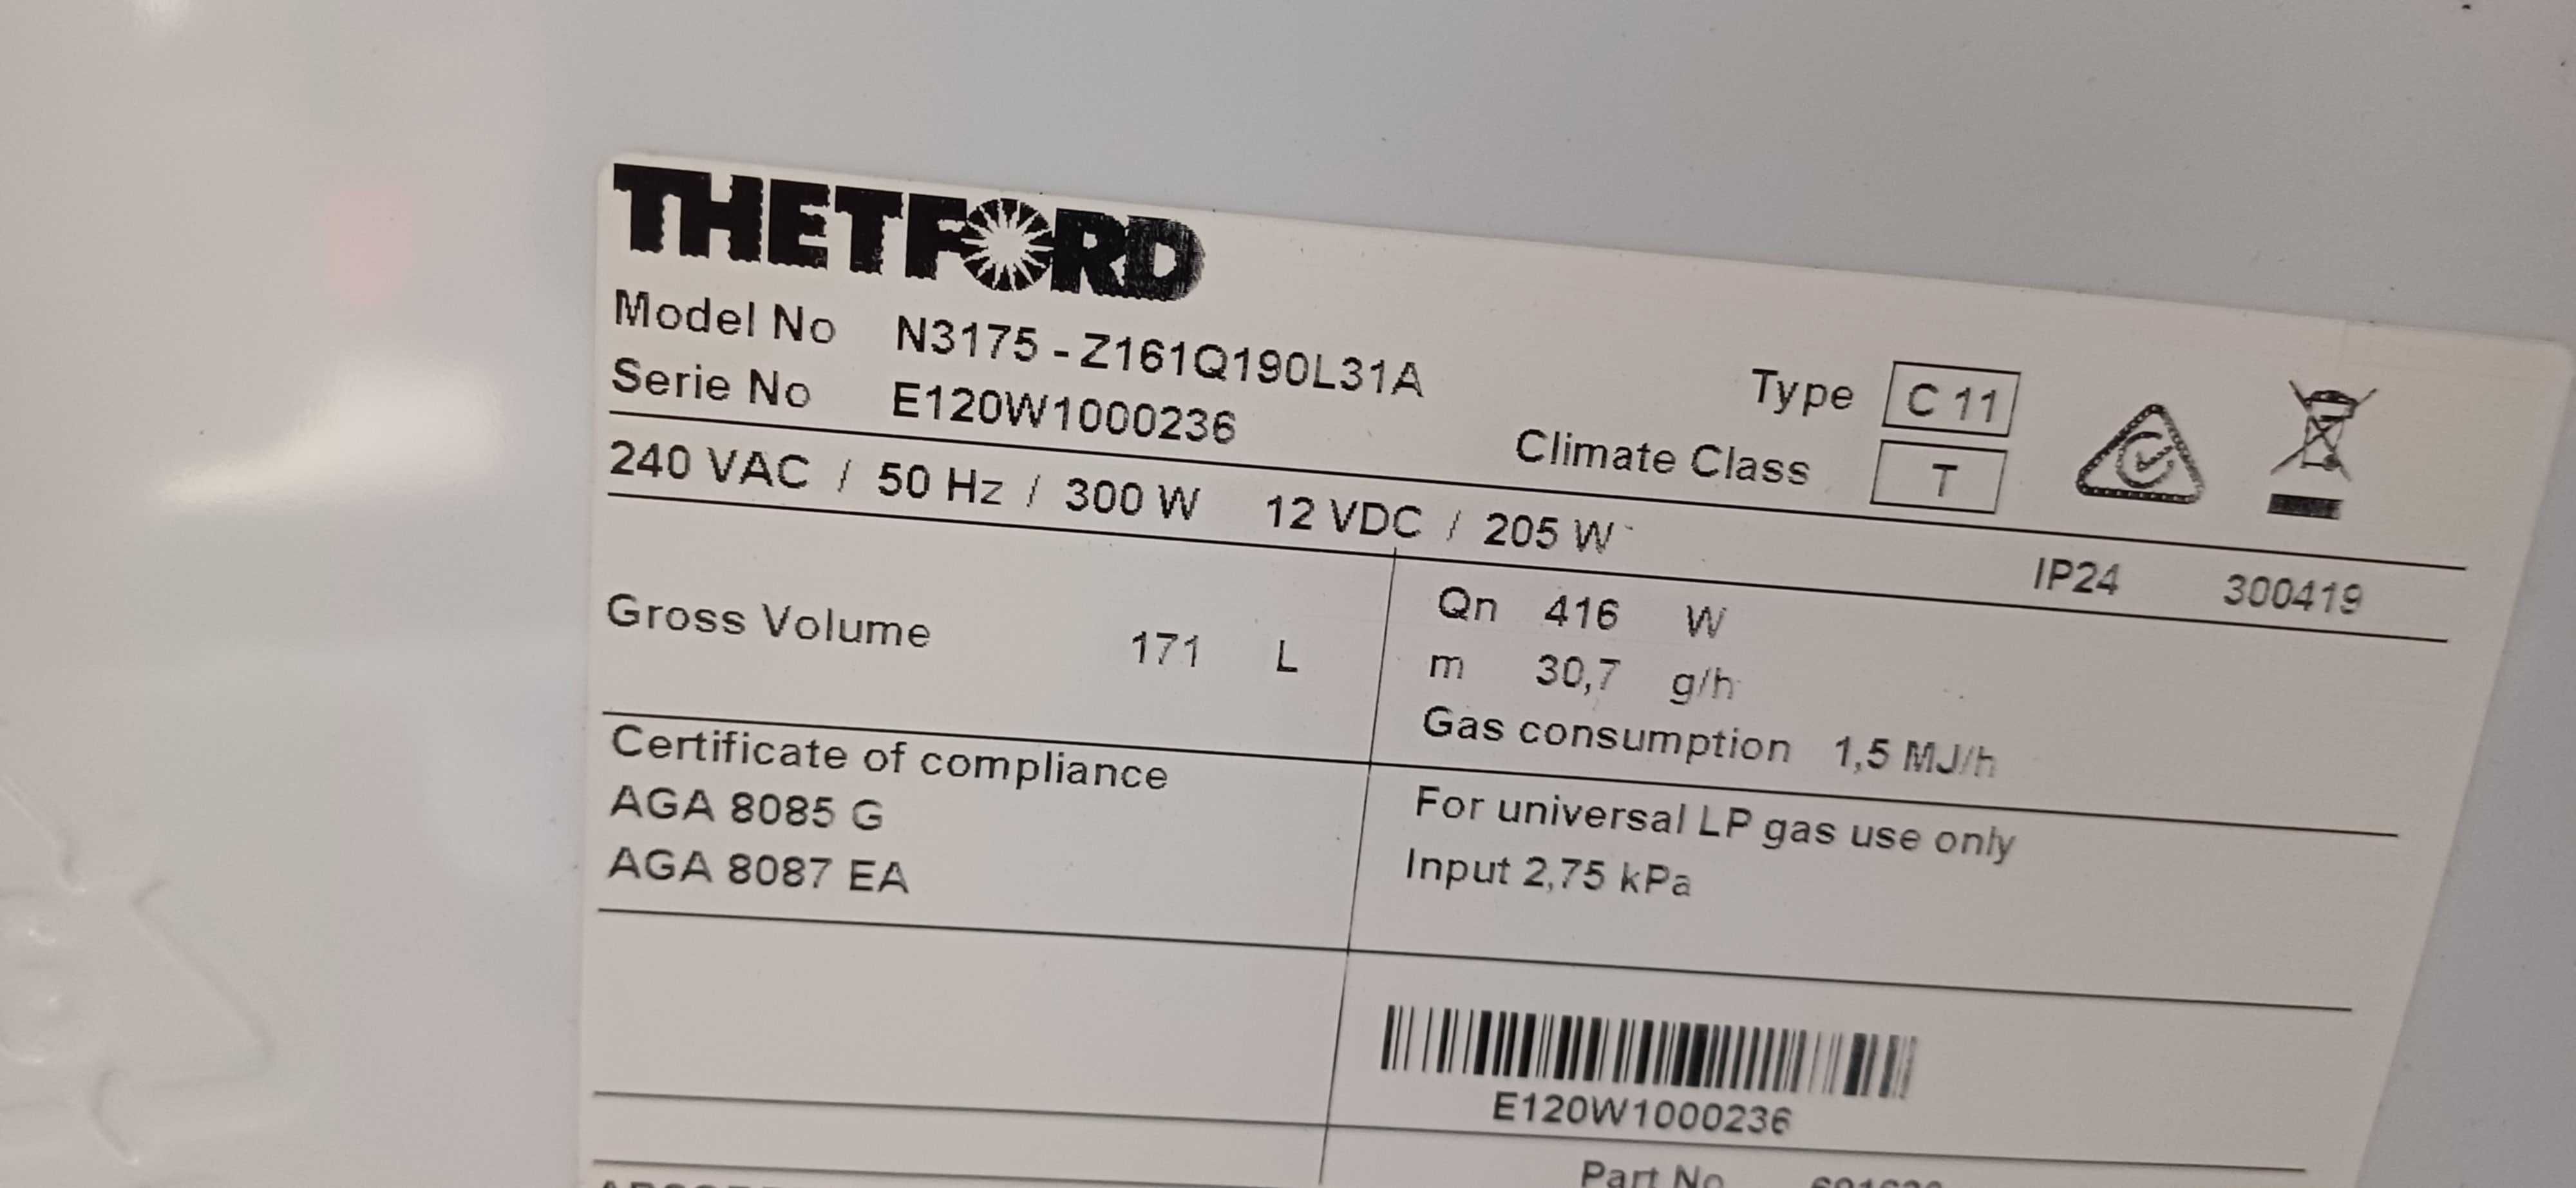 THETFORD
Model No N3175 - Z161Q190L31A
Serie No E120W1000236
Type C 11
Climate Class T
240 VAC / 50 Hz / 300 W 12 VDC / 205 W IP24 300419
Gross Volume 171 L
Qn 416 W
m 30,7 g/h
Gas consumption 1,5 MJ/h
Certificate of compliance
AGA 8085 G
AGA 8087 EA
For universal LP gas use only
Input 2,75 kPa
E120W1000236
Part No